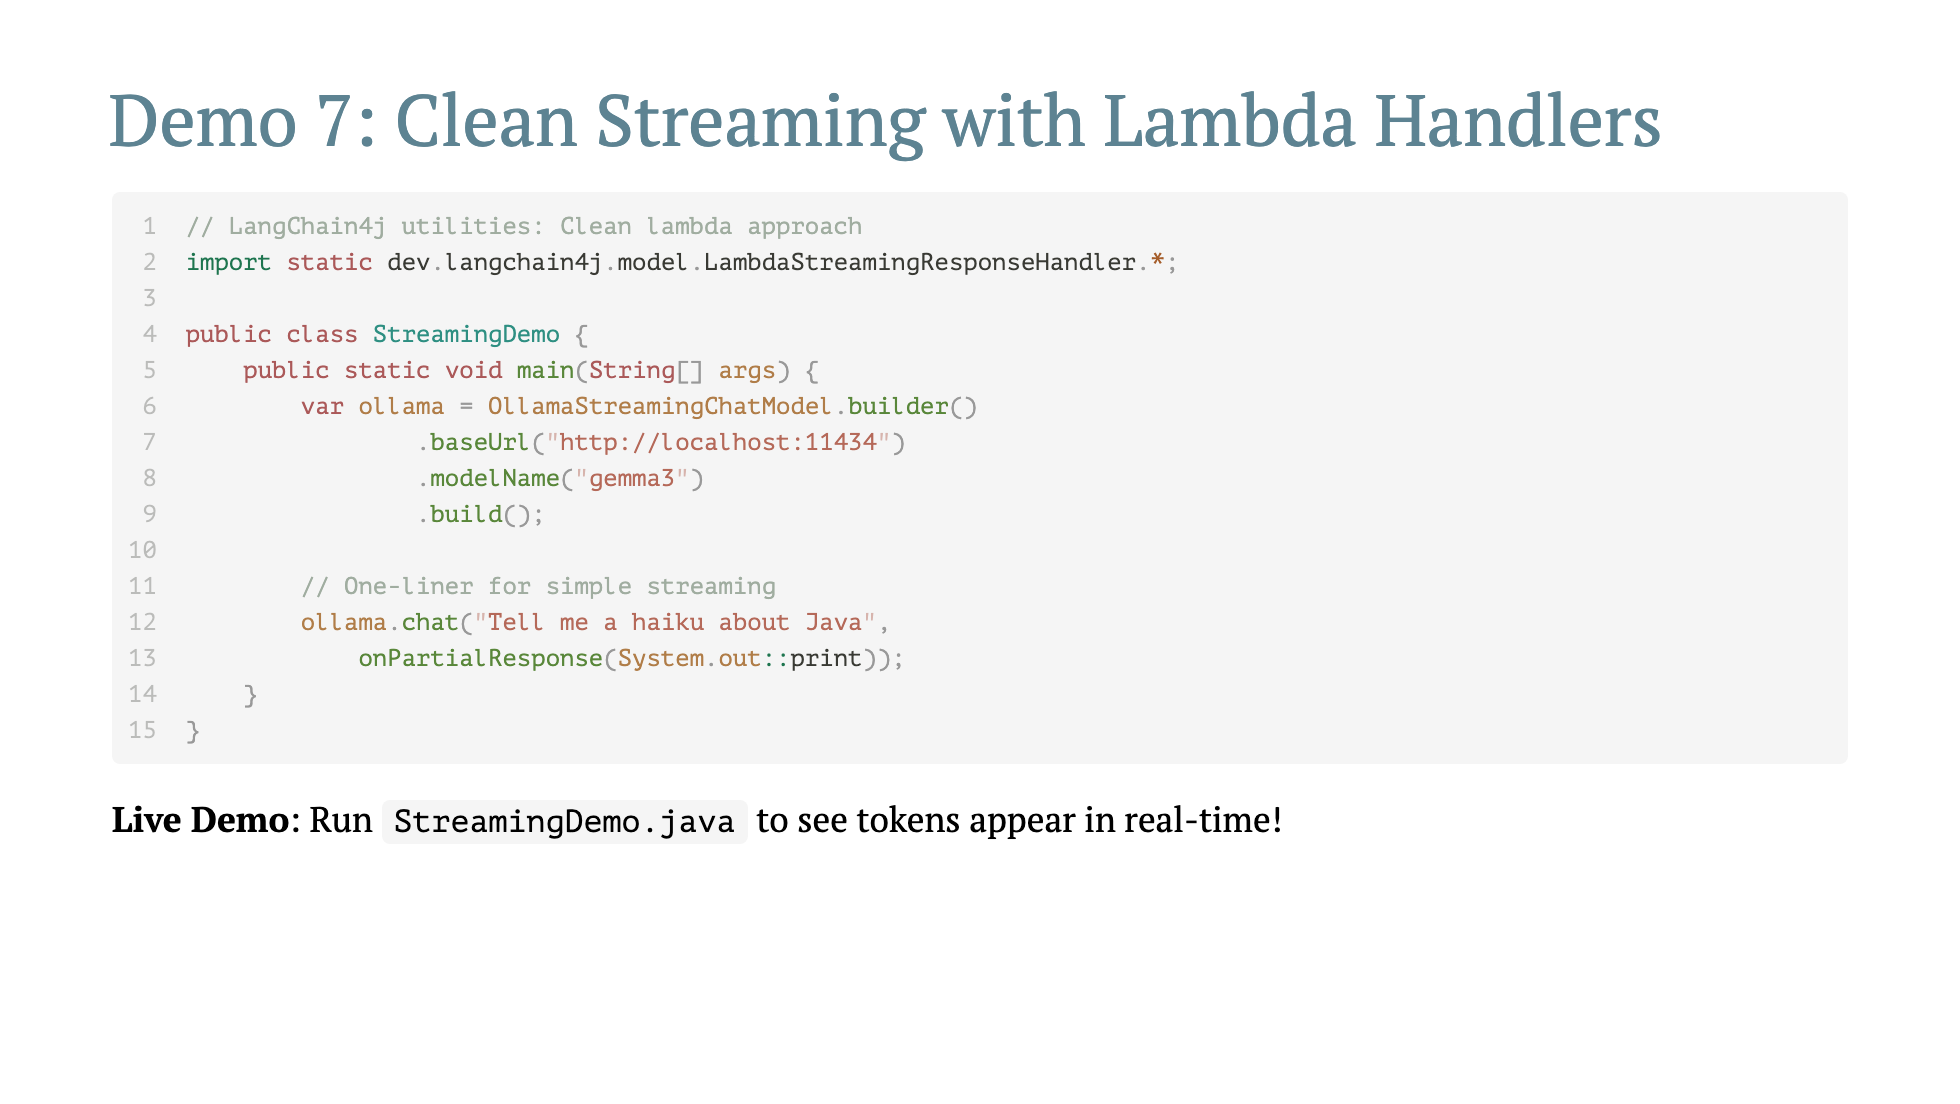 Demo 7: Clean Streaming with Lambda Handlers
1 // LangChain4j utilities: Clean lambda approach
2 import static dev.langchain4j.model.LambdaStreamingResponseHandler.*;
3
4 public class StreamingDemo {
5     public static void main(String[] args) {
6         var ollama = OllamaStreamingChatModel.builder()
7                 .baseUrl("http://localhost:11434")
8                 .modelName("gemma3")
9                 .build();
10
11         // One-liner for simple streaming
12         ollama.chat("Tell me a haiku about Java",
13             onPartialResponse(System.out::print));
14     }
15 }
Live Demo: Run StreamingDemo.java to see tokens appear in real-time!